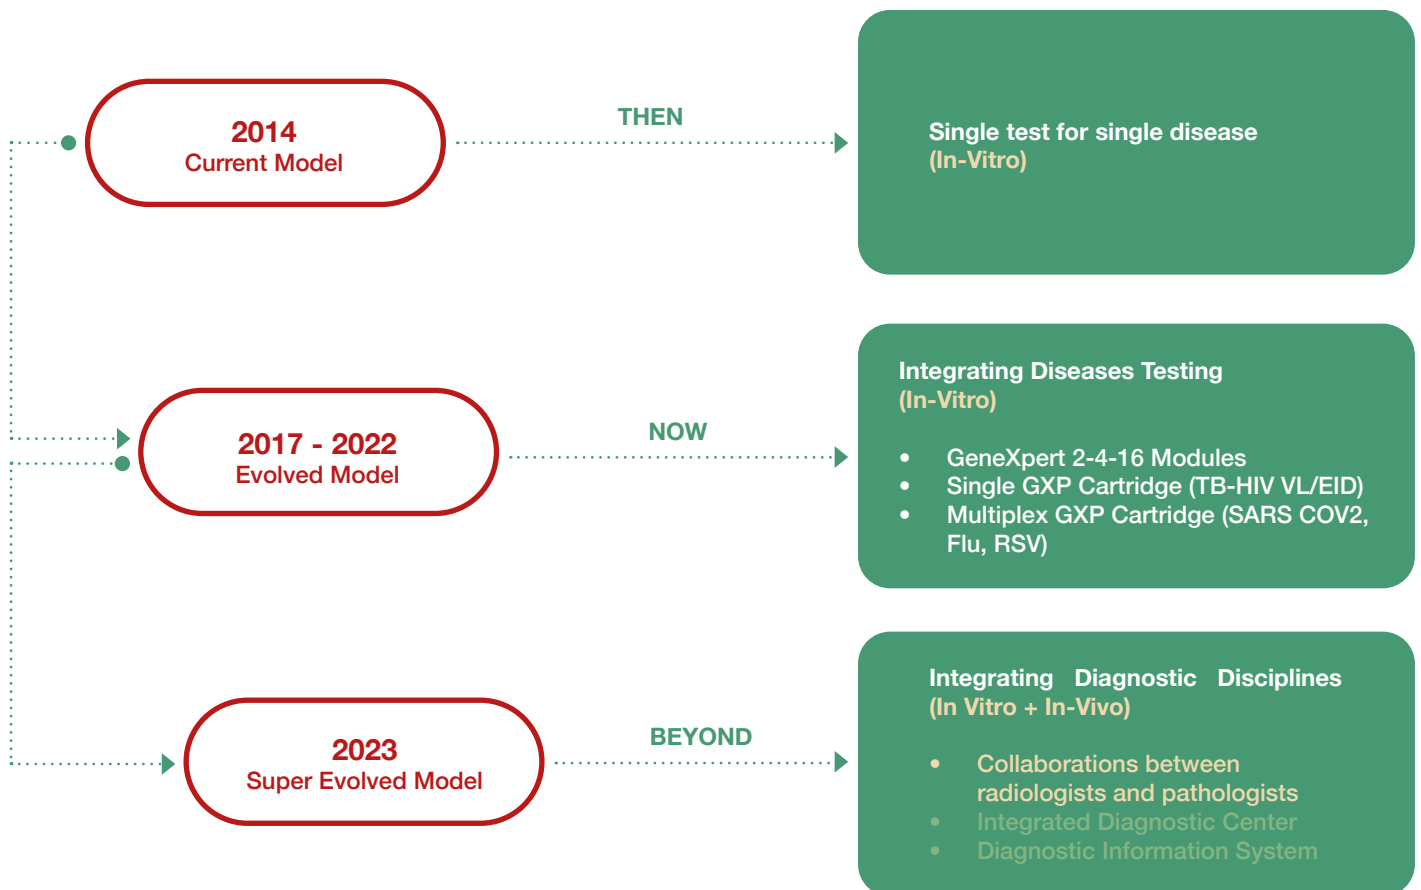 2014
Current Model
THEN
Single test for single disease
(In-Vitro)
2017 - 2022
Evolved Model
NOW
Integrating Diseases Testing
(In-Vitro)
• GeneXpert 2-4-16 Modules
• Single GXP Cartridge (TB-HIV VL/EID)
• Multiplex GXP Cartridge (SARS COV2,
Flu, RSV)
2023
Super Evolved Model
BEYOND
Integrating Diagnostic Disciplines
(In Vitro + In-Vivo)
• Collaborations between
radiologists and pathologists
• Integrated Diagnostic Center
• Diagnostic Information System